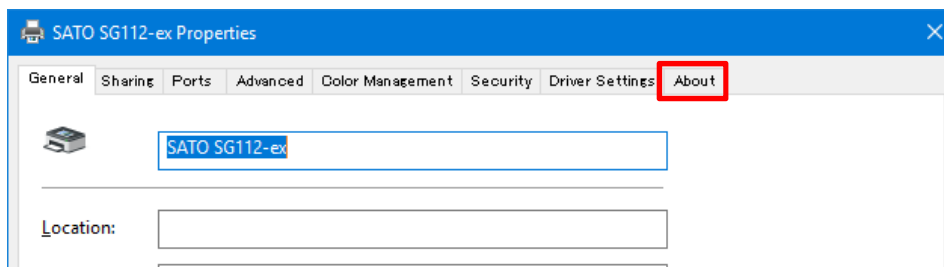 SATO SG112-ex Properties
General Sharing Ports Advanced Color Management Security Driver Settings About
SATO SG112-ex
Location: